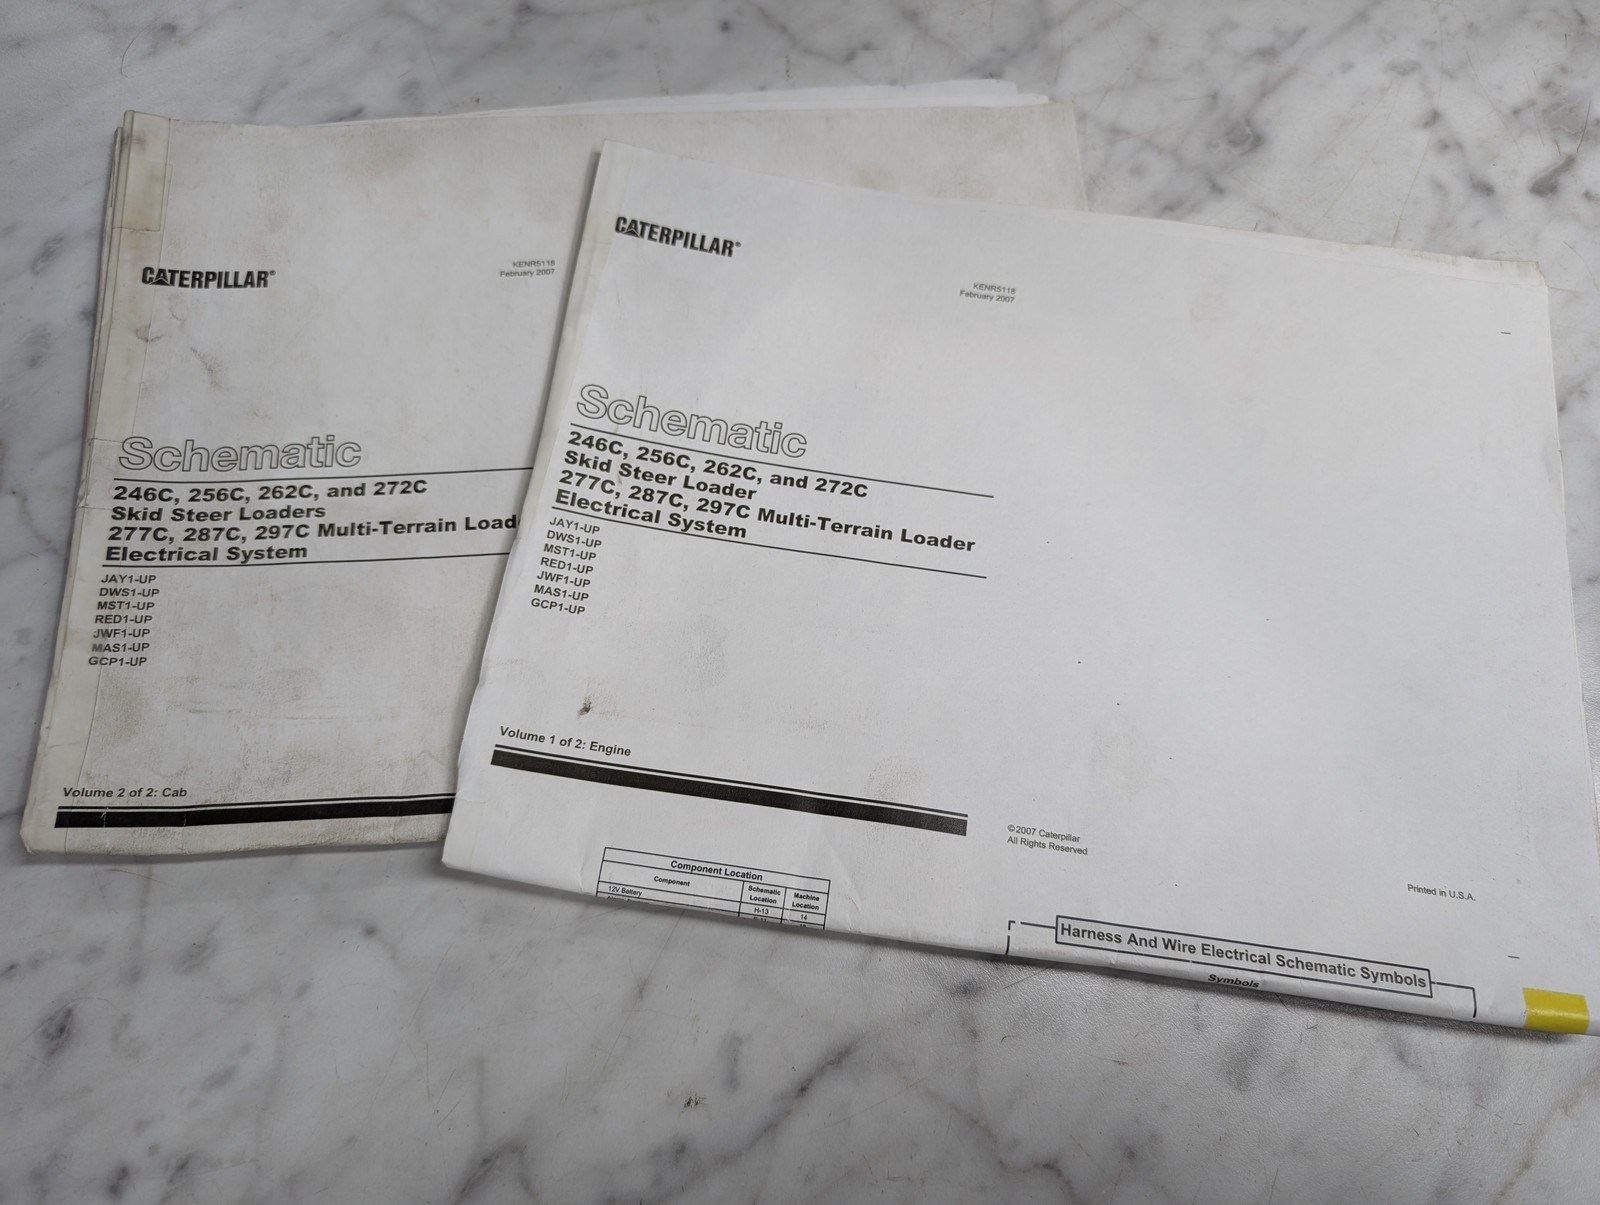 CATERPILLAR®
KENR5118
February 2007
Schematic
246C, 256C, 262C, and 272C
Skid Steer Loaders
277C, 287C, 297C Multi-Terrain Load
Electrical System
JAY1-UP
DWS1-UP
MST1-UP
RED1-UP
JWF1-UP
MAS1-UP
GCP1-UP
Volume 2 of 2: Cab
CATERPILLAR®
KENR5118
February 2007
Schematic
246C, 256C, 262C, and 272C
Skid Steer Loader
277C, 287C, 297C Multi-Terrain Loader
Electrical System
JAY1-UP
DWS1-UP
MST1-UP
RED1-UP
JWF1-UP
MAS1-UP
GCP1-UP
Volume 1 of 2: Engine
©2007 Caterpillar
All Rights Reserved
Printed in U.S.A.
Component Location
Component
Schematic Location
Machine Location
12V Battery
H-13
14
Harness And Wire Electrical Schematic Symbols
Symbols